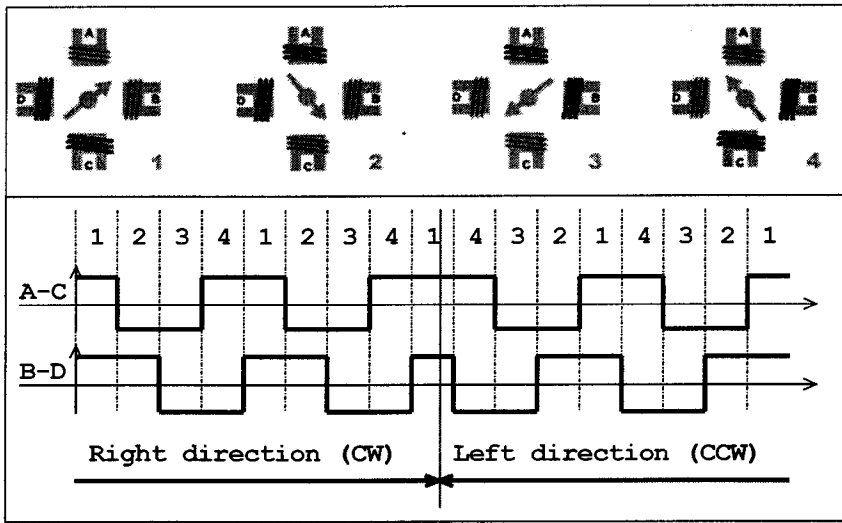 A A A A
D B D B D B D B
C 1 C 2 C 3 C 4
1 2 3 4 1 2 3 4 1 4 3 2 1 4 3 2 1
A-C
B-D
Right direction (CW) Left direction (CCW)